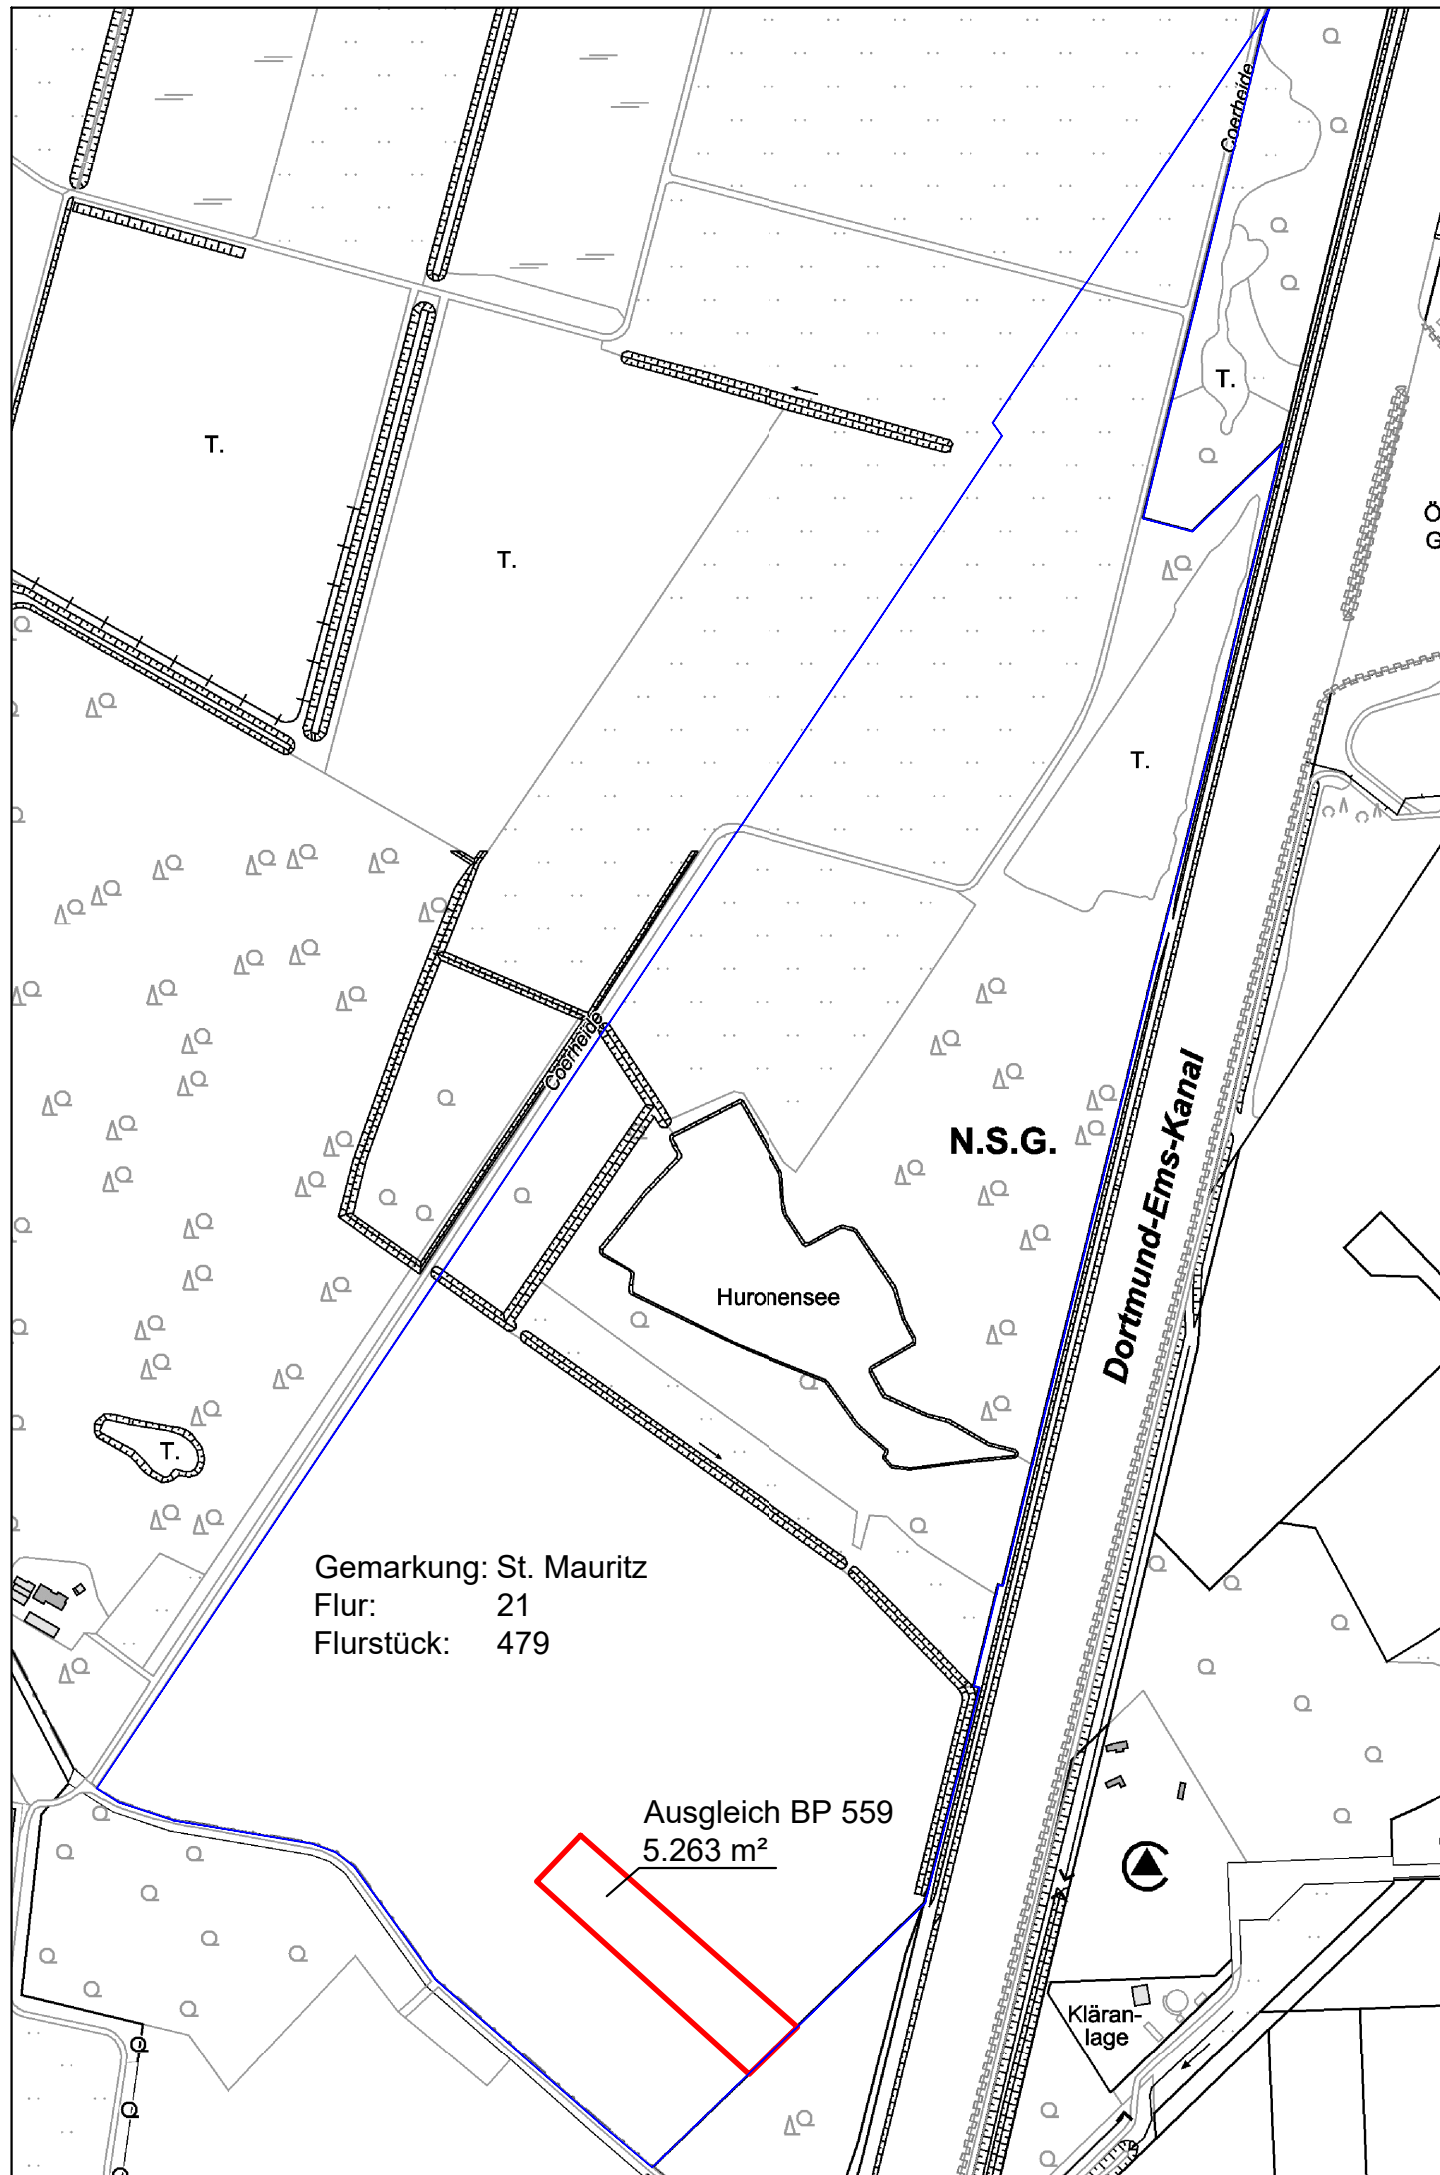 Coerheide
T.
T.
Ö
G
T.
T.
Coerheide
N.S.G.
Dortmund-Ems-Kanal
Huronensee
T.
Gemarkung: St. Mauritz
Flur: 21
Flurstück: 479
Ausgleich BP 559
5.263 m²
Kläran-
lage